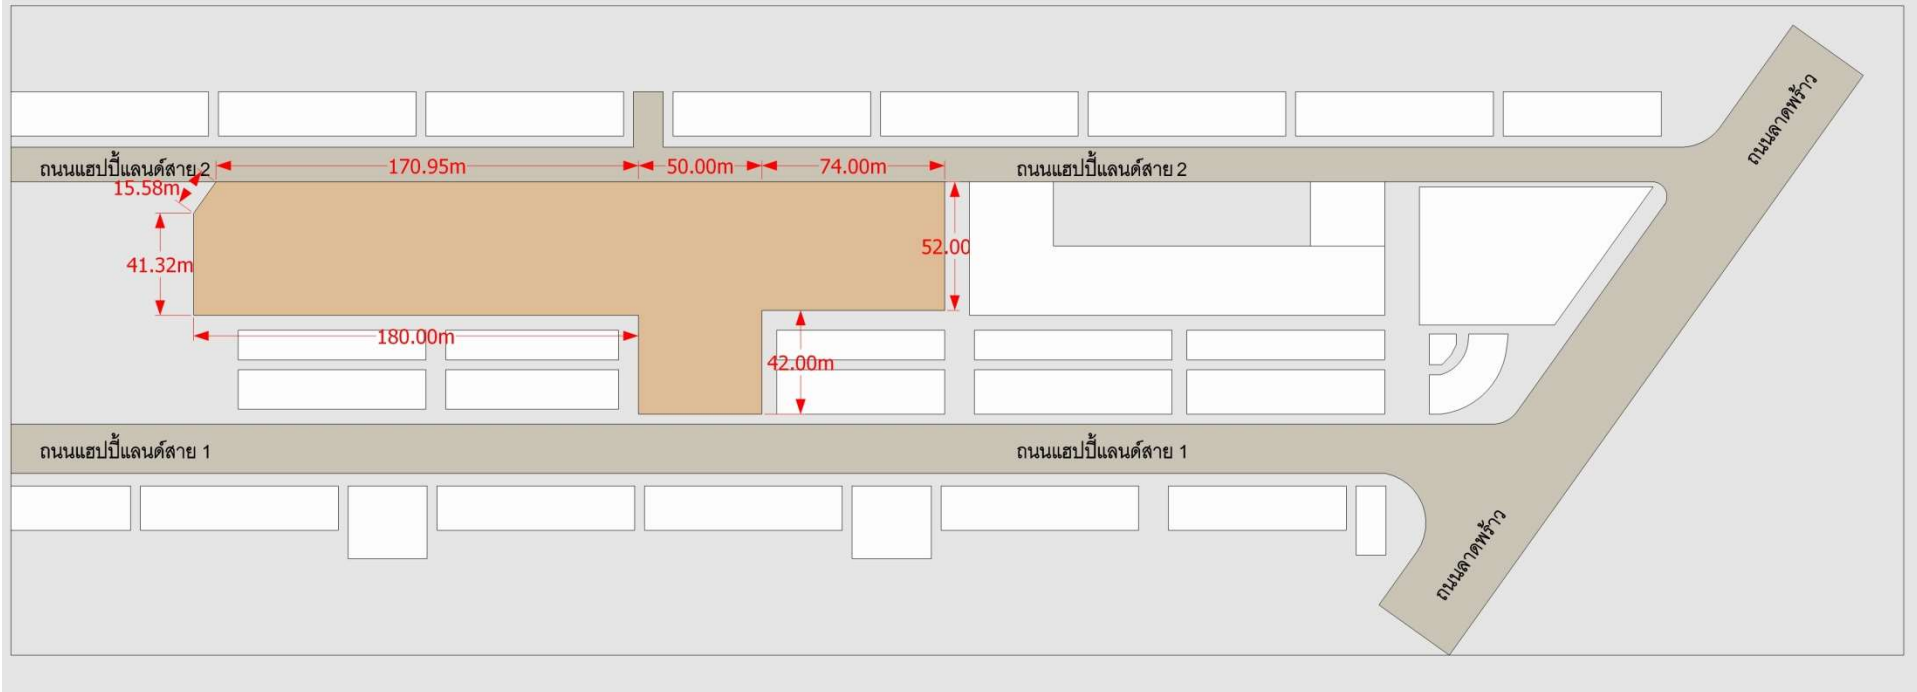 ถนนลาดพร้าว
ถนนแฮปปี้แลนด์สาย 2
170.95m
50.00m
74.00m
ถนนแฮปปี้แลนด์สาย 2
15.58m
41.32m
52.00
180.00m
42.00m
ถนนแฮปปี้แลนด์สาย 1
ถนนแฮปปี้แลนด์สาย 1
ถนนลาดพร้าว